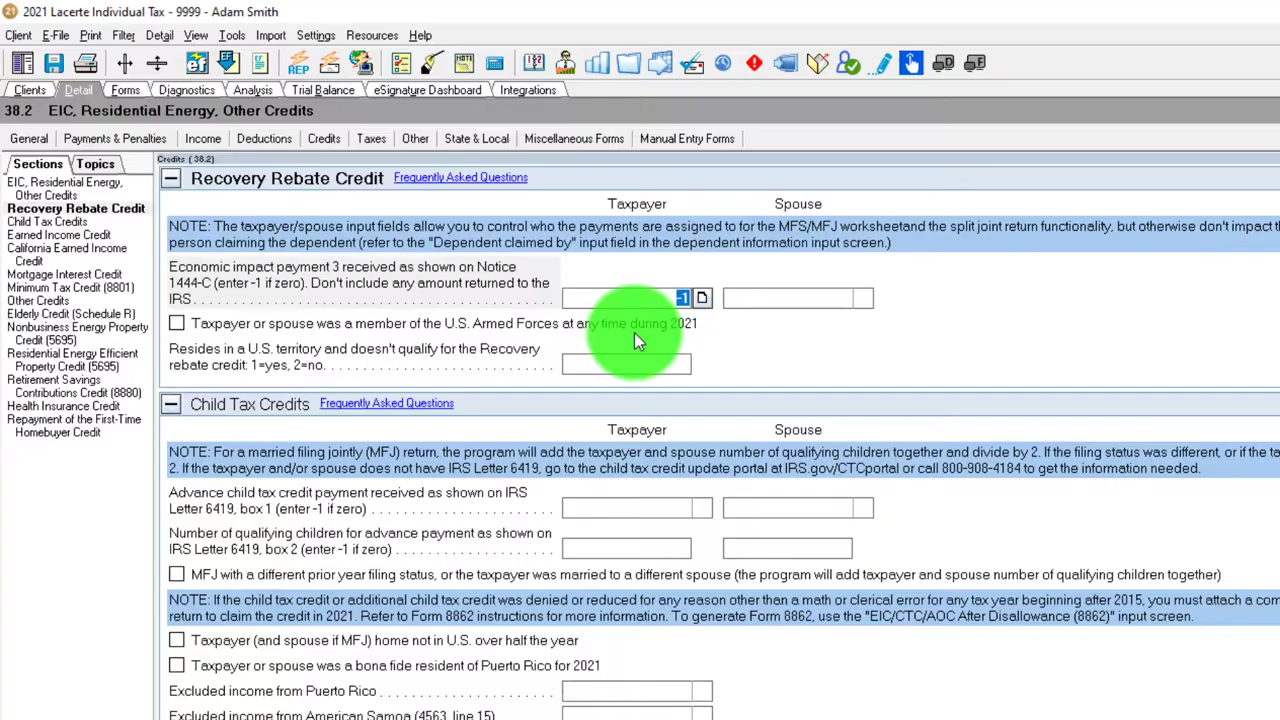 21 2021 Lacerte Individual Tax - 9999 - Adam Smith
Client E-File Print Filter Detail View Tools Import Settings Resources Help
Clients Detail Forms Diagnostics Analysis Trial Balance eSignature Dashboard Integrations
38.2 EIC, Residential Energy, Other Credits
General Payments & Penalties Income Deductions Credits Taxes Other State & Local Miscellaneous Forms Manual Entry Forms
Sections Topics
EIC, Residential Energy,
Other Credits
Recovery Rebate Credit
Child Tax Credits
Earned Income Credit
California Earned Income
Credit
Mortgage Interest Credit
Minimum Tax Credit (8801)
Other Credits
Elderly Credit (Schedule R)
Nonbusiness Energy Property
Credit (5695)
Residential Energy Efficient
Property Credit (5695)
Retirement Savings
Contributions Credit (8880)
Health Insurance Credit
Repayment of the First-Time
Homebuyer Credit
Credits (38.2)
Recovery Rebate Credit Frequently Asked Questions
Taxpayer Spouse
NOTE: The taxpayer/spouse input fields allow you to control who the payments are assigned to for the MFS/MFJ worksheetand the split joint return functionality, but otherwise don't impact t
person claiming the dependent (refer to the "Dependent claimed by" input field in the dependent information input screen.)
Economic impact payment 3 received as shown on Notice
1444-C (enter -1 if zero). Don't include any amount returned to the
IRS -1
Taxpayer or spouse was a member of the U.S. Armed Forces at any time during 2021
Resides in a U.S. territory and doesn't qualify for the Recovery
rebate credit: 1=yes, 2=no.
Child Tax Credits Frequently Asked Questions
Taxpayer Spouse
NOTE: For a married filing jointly (MFJ) return, the program will add the taxpayer and spouse number of qualifying children together and divide by 2. If the filing status was different, or if the ta
2. If the taxpayer and/or spouse does not have IRS Letter 6419, go to the child tax credit update portal at IRS.gov/CTCportal or call 800-908-4184 to get the information needed.
Advance child tax credit payment received as shown on IRS
Letter 6419, box 1 (enter -1 if zero)
Number of qualifying children for advance payment as shown on
IRS Letter 6419, box 2 (enter -1 if zero)
MFJ with a different prior year filing status, or the taxpayer was married to a different spouse (the program will add taxpayer and spouse number of qualifying children together)
NOTE: If the child tax credit or additional child tax credit was denied or reduced for any reason other than a math or clerical error for any tax year beginning after 2015, you must attach a com
return to claim the credit in 2021. Refer to Form 8862 instructions for more information. To generate Form 8862, use the "EIC/CTC/AOC After Disallowance (8862)" input screen.
Taxpayer (and spouse if MFJ) home not in U.S. over half the year
Taxpayer or spouse was a bona fide resident of Puerto Rico for 2021
Excluded income from Puerto Rico
Excluded income from American Samoa (4563, line 15)